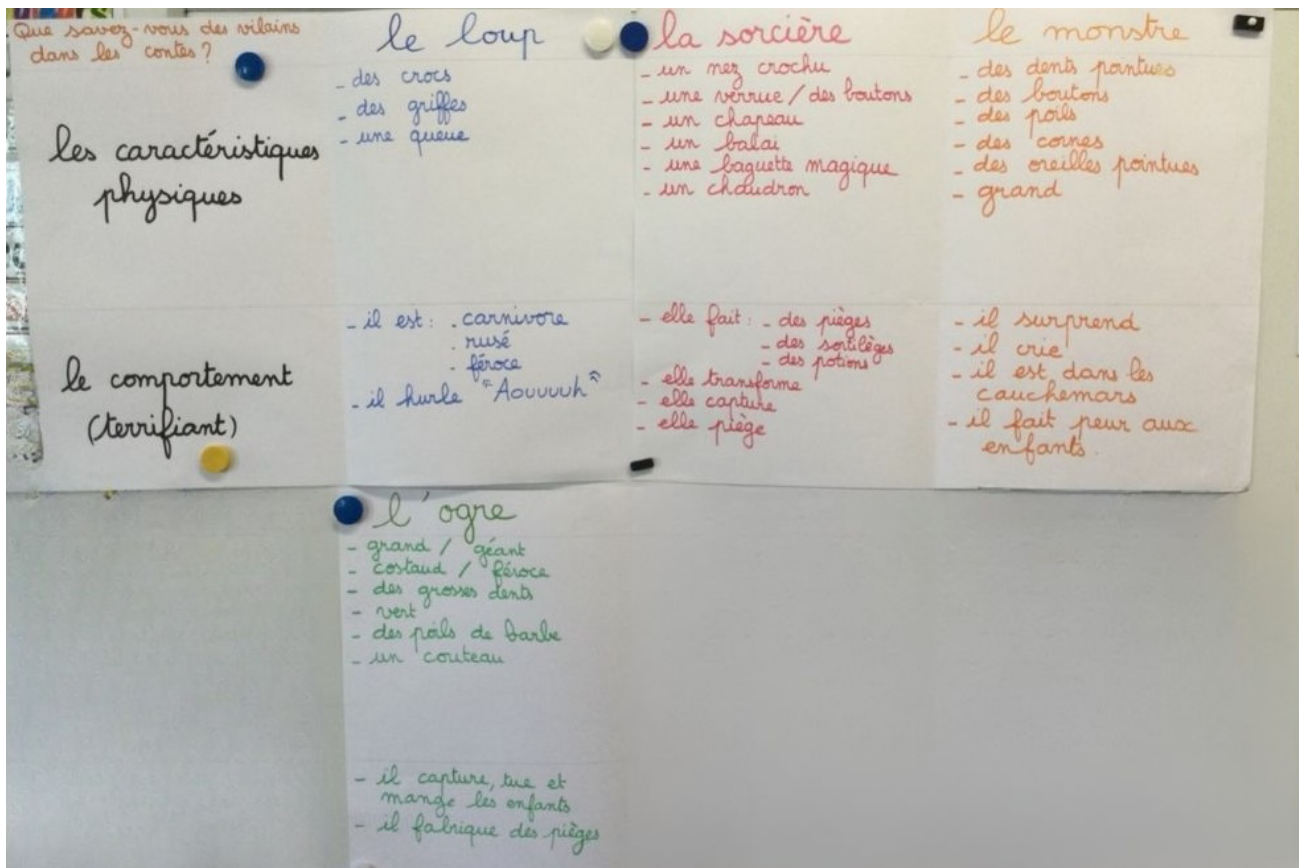 Que savez-vous des vilains
dans les contes ?
le loup
la sorcière
le monstre
les caractéristiques
physiques
- des crocs
- des griffes
- une queue
- un nez crochu
- une verrue / des boutons
- un chapeau
- un balai
- une baguette magique
- un chaudron
- des dents pointues
- des boutons
- des poils
- des cornes
- des oreilles pointues
- grand
le comportement
(terrifiant)
- il est : . carnivore
. rusé
. féroce
- il hurle "Aouuuuh"
- elle fait : - des pièges
- des sortilèges
- des potions
- elle transforme
- elle capture
- elle piège
- il surprend
- il crie
- il est dans les
cauchemars
- il fait peur aux
enfants.
l'ogre
- grand / géant
- costaud / féroce
- des grosses dents
- vert
- des poils de barbe
- un couteau
- il capture, tue et
mange les enfants
- il fabrique des pièges